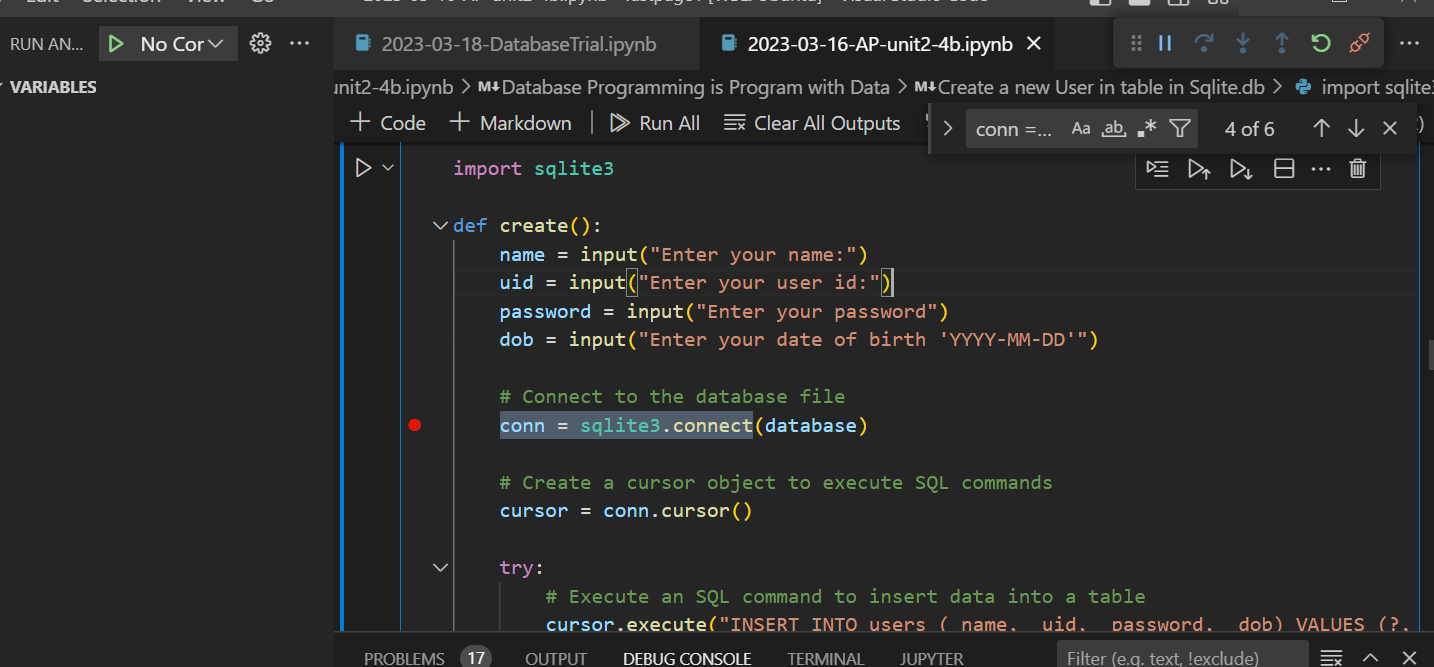 RUN AN... No Cor
2023-03-18-DatabaseTrial.ipynb 2023-03-16-AP-unit2-4b.ipynb
VARIABLES
unit2-4b.ipynb > M↓Database Programming is Program with Data > M↓Create a new User in table in Sqlite.db > import sqlite3
+ Code + Markdown Run All Clear All Outputs
conn =... Aa ab .* 4 of 6
import sqlite3
def create():
name = input("Enter your name:")
uid = input("Enter your user id:")
password = input("Enter your password")
dob = input("Enter your date of birth 'YYYY-MM-DD'")
# Connect to the database file
conn = sqlite3.connect(database)
# Create a cursor object to execute SQL commands
cursor = conn.cursor()
try:
# Execute an SQL command to insert data into a table
cursor.execute("INSERT INTO users (_name, _uid, _password, _dob) VALUES (?,
PROBLEMS 17 OUTPUT DEBUG CONSOLE TERMINAL JUPYTER Filter (e.g. text, !exclude)